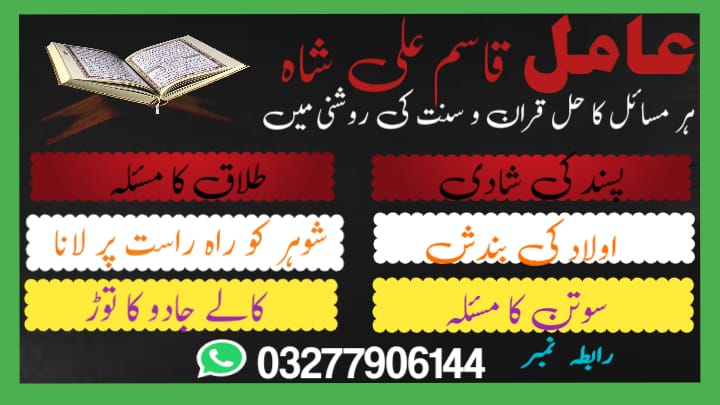 عامل قاسم علی شاہ
ہر مسائل کا حل قران و سنت کی روشنی میں
پسند کی شادی
طلاق کا مسئلہ
اولاد کی بندش
شوہر کو راہ راست پر لانا
سوتن کا مسئلہ
کالے جادو کا توڑ
رابطہ نمبر
03277906144